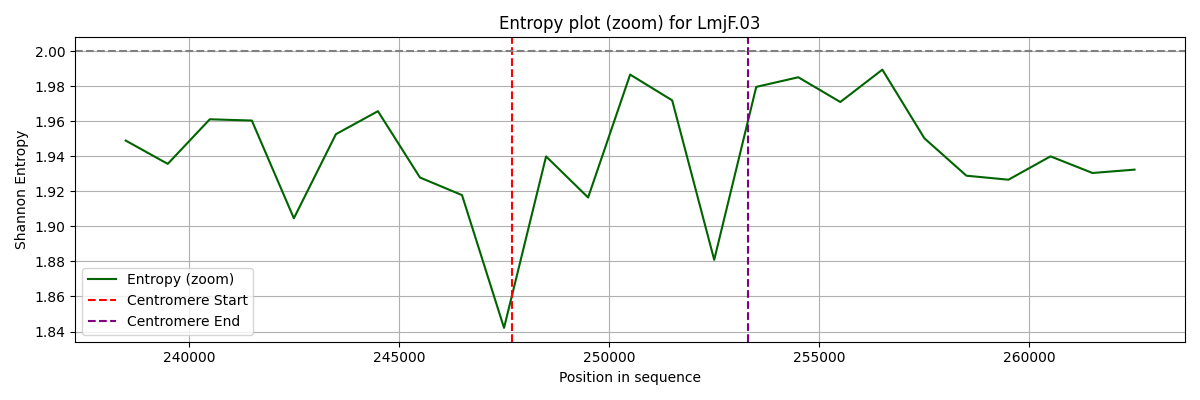 Entropy plot (zoom) for LmjF.03
Shannon Entropy
2.00
1.98
1.96
1.94
1.92
1.90
1.88
1.86
1.84
Entropy (zoom)
Centromere Start
Centromere End
240000 245000 250000 255000 260000
Position in sequence